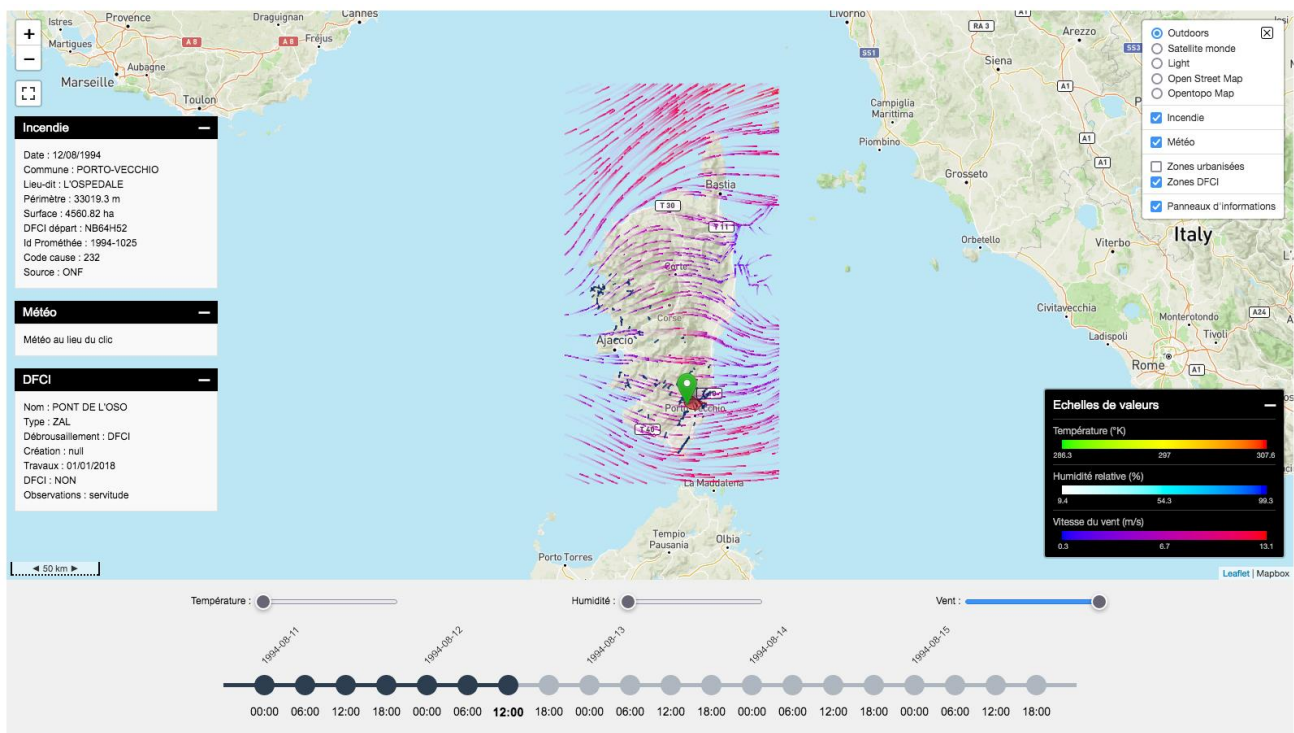 +
−
Istres
Provence
Draguignan
Cannes
Martigues
A 8
A 8
Fréjus
Aubagne
Marseille
Toulon
Livorno
RA 3
A1
Arezzo
SS1
SS3
Siena
A1
Campiglia
Marittima
Piombino
A1
A1
Grosseto
Orbetello
Viterbo
Italy
Civitavecchia
Monterotondo
A24
Ladispoli
Tivoli
Rome
A1
Bastia
T 30
T 11
Corte
Corse
Ajaccio
Porto-Vecchio
T 40
La Maddalena
Tempio
Pausania
Olbia
Porto Torres
Incendie −
Date : 12/08/1994
Commune : PORTO-VECCHIO
Lieu-dit : L'OSPEDALE
Périmètre : 33019.3 m
Surface : 4560.82 ha
DFCI départ : NB64H52
Id Prométhée : 1994-1025
Code cause : 232
Source : ONF
Météo −
Météo au lieu du clic
DFCI −
Nom : PONT DE L'OSO
Type : ZAL
Débrousaillement : DFCI
Création : null
Travaux : 01/01/2018
DFCI : NON
Observations : servitude
◄ 50 km ►
Outdoors
Satellite monde
Light
Open Street Map
Opentopo Map
Incendie
Météo
Zones urbanisées
Zones DFCI
Panneaux d'informations
Echelles de valeurs −
Température (°K)
286.3 297 307.6
Humidité relative (%)
9.4 54.3 99.3
Vitesse du vent (m/s)
0.3 6.7 13.1
Leaflet | Mapbox
Température : Humidité : Vent :
1994-08-11 1994-08-12 1994-08-13 1994-08-14 1994-08-15
00:00 06:00 12:00 18:00 00:00 06:00 12:00 18:00 00:00 06:00 12:00 18:00 00:00 06:00 12:00 18:00 00:00 06:00 12:00 18:00